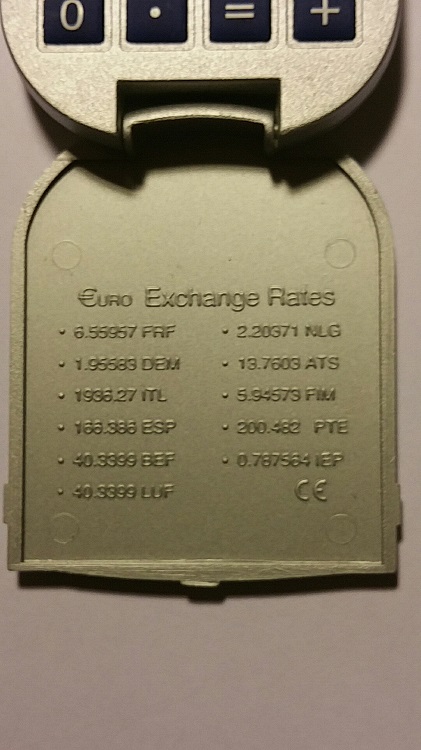 0 . = +
€URO Exchange Rates
• 6.55957 FRF • 2.20371 NLG
• 1.95583 DEM • 13.7603 ATS
• 1936.27 ITL • 5.94573 FIM
• 166.386 ESP • 200.482 PTE
• 40.3399 BEF • 0.787564 IEP
• 40.3399 LUF CE